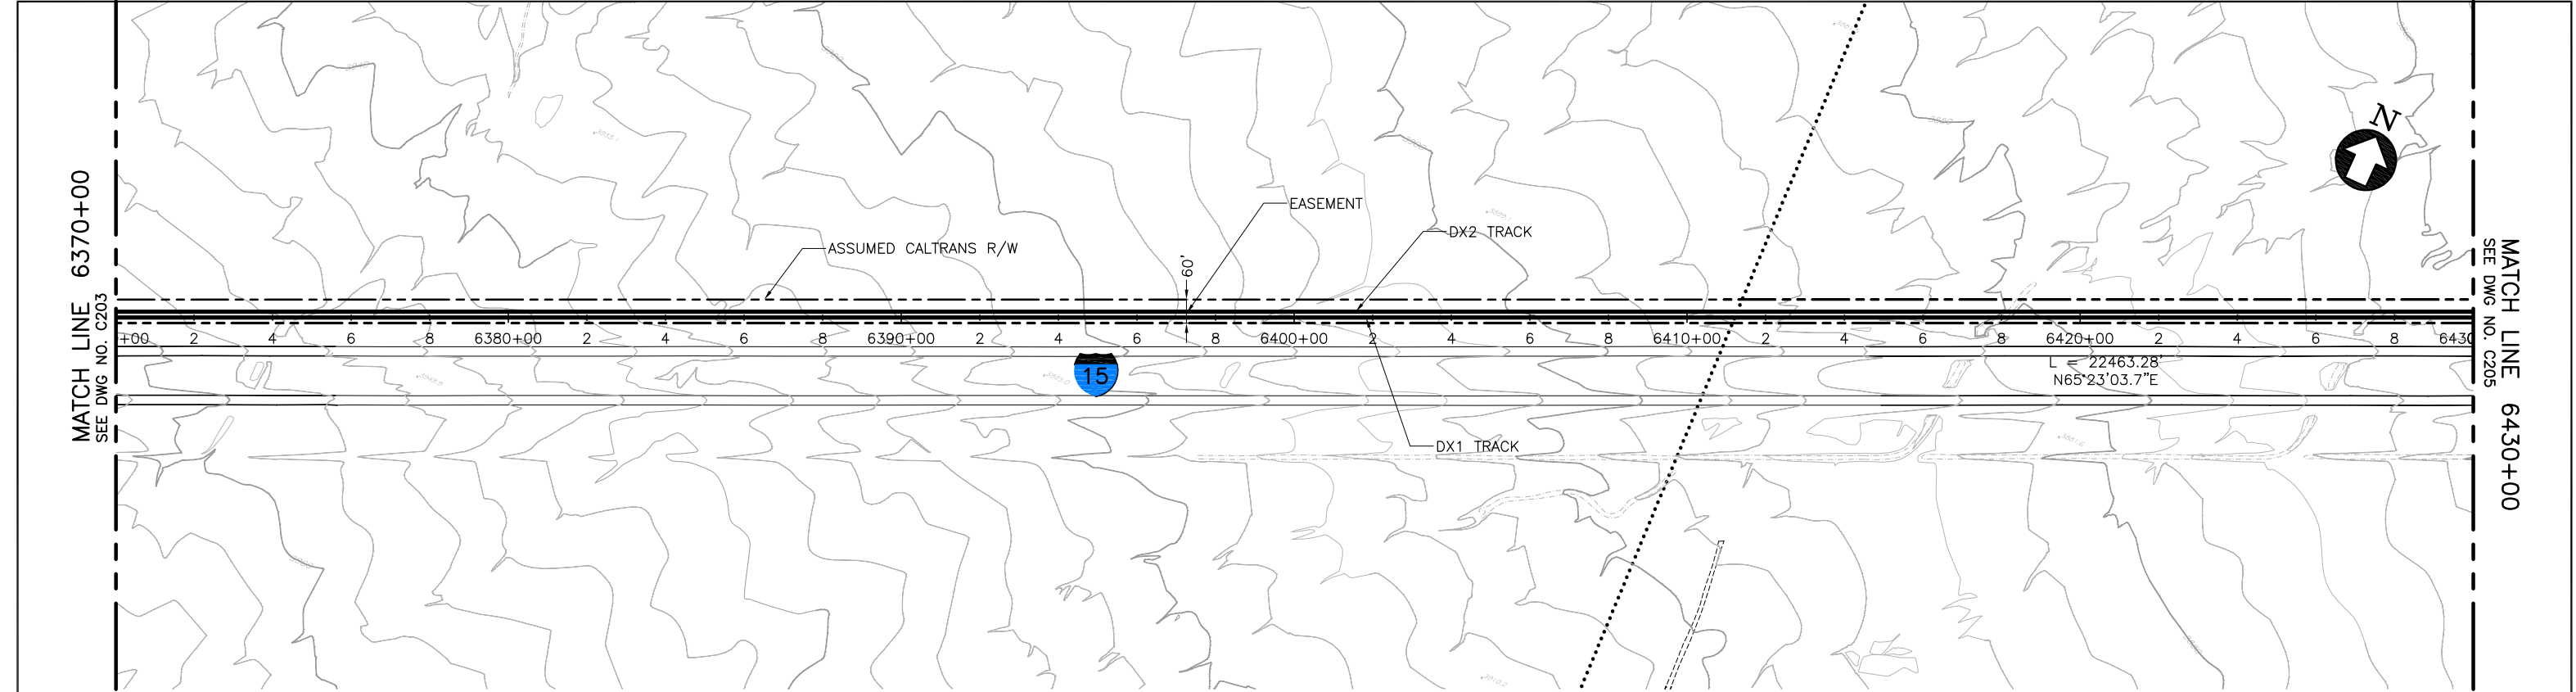 N
EASEMENT
DX2 TRACK
ASSUMED CALTRANS R/W
60'
MATCH LINE 6370+00
SEE DWG NO. C203
+00 2 4 6 8 6380+00 2 4 6 8 6390+00 2 4 6 8 6400+00 2 4 6 8 6410+00 2 4 6 8 6420+00 2 4 6 8 6430
15
L = 22463.28'
N65°23'03.7"E
DX1 TRACK
MATCH LINE 6430+00
SEE DWG NO. C205